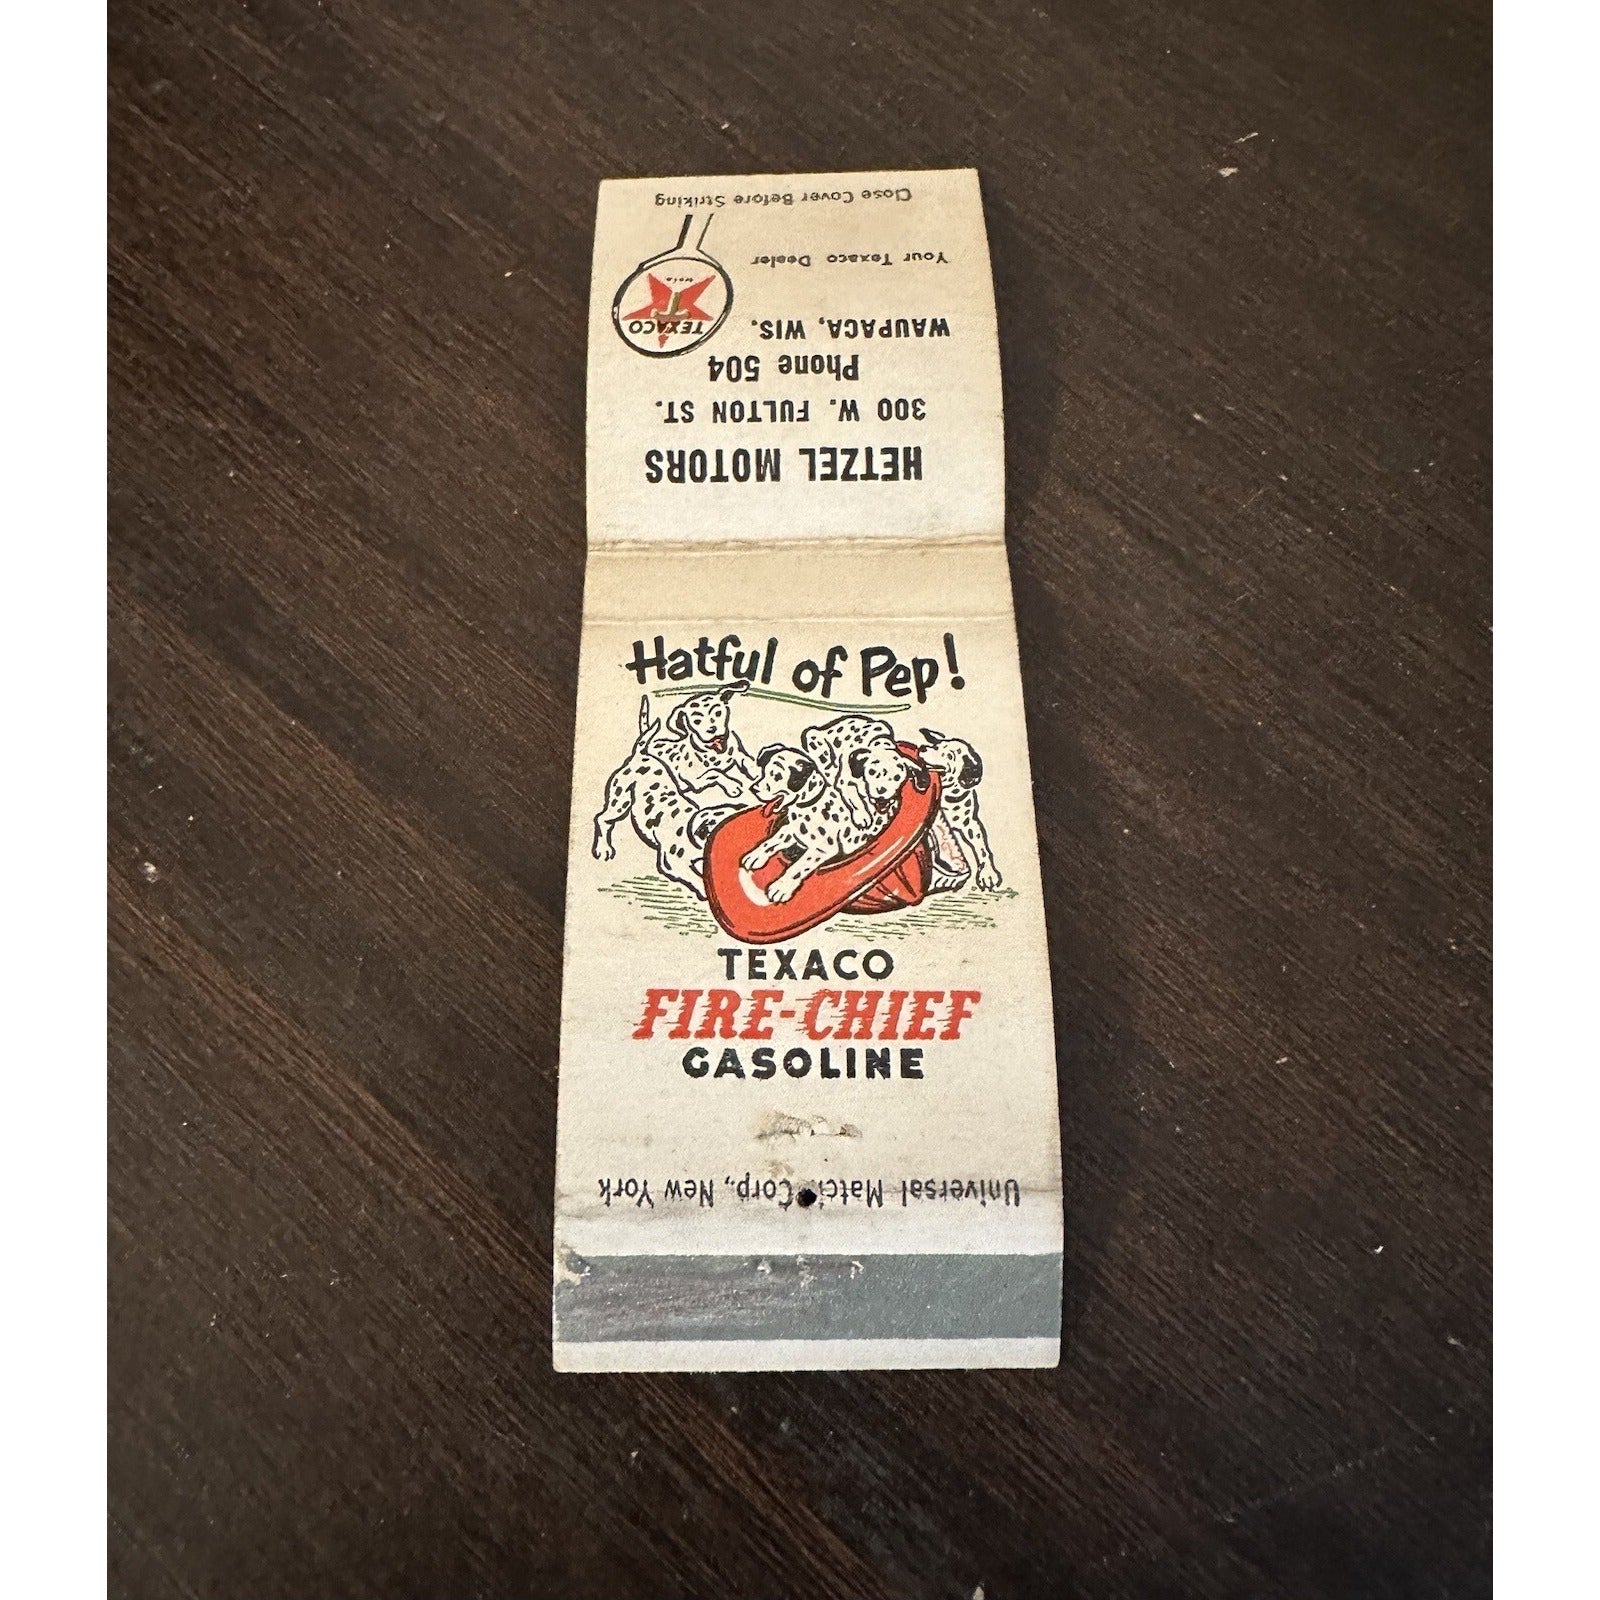 Close Cover Before Striking
Your Texaco Dealer
TEXACO
T
WAUPACA, WIS.
Phone 504
300 W. FULTON ST.
HETZEL MOTORS
Hatful of Pep!
TEXACO
FIRE-CHIEF
GASOLINE
Universal Match Corp., New York